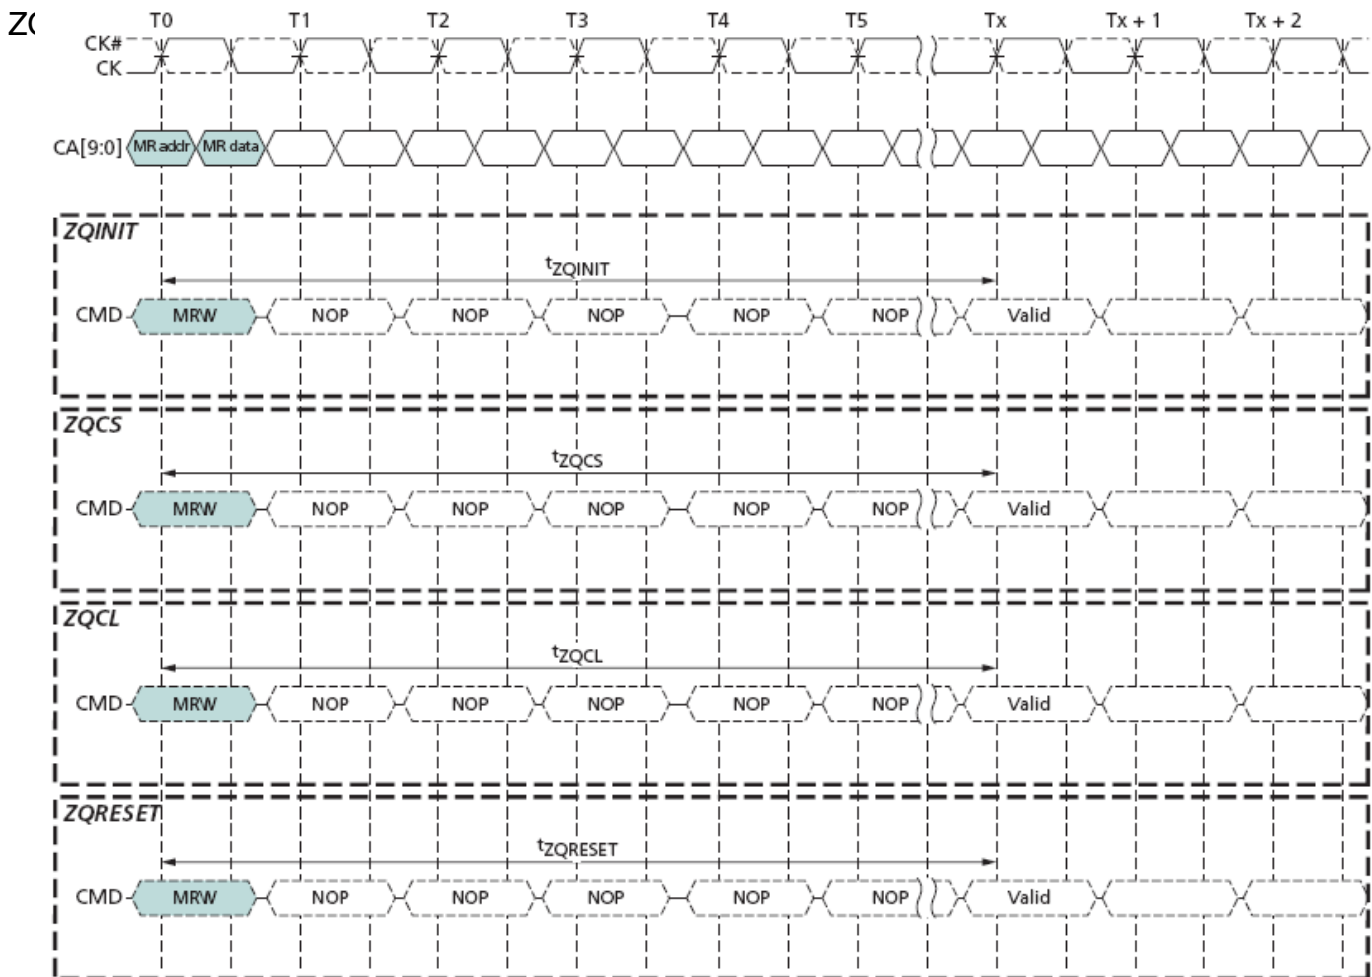 T0 T1 T2 T3 T4 T5 Tx Tx + 1 Tx + 2
CK#
CK
CA[9:0] MR addr MR data
ZQINIT
tZQINIT
CMD MRW NOP NOP NOP NOP NOP Valid
ZQCS
tZQCS
CMD MRW NOP NOP NOP NOP NOP Valid
ZQCL
tZQCL
CMD MRW NOP NOP NOP NOP NOP Valid
ZQRESET
tZQRESET
CMD MRW NOP NOP NOP NOP NOP Valid